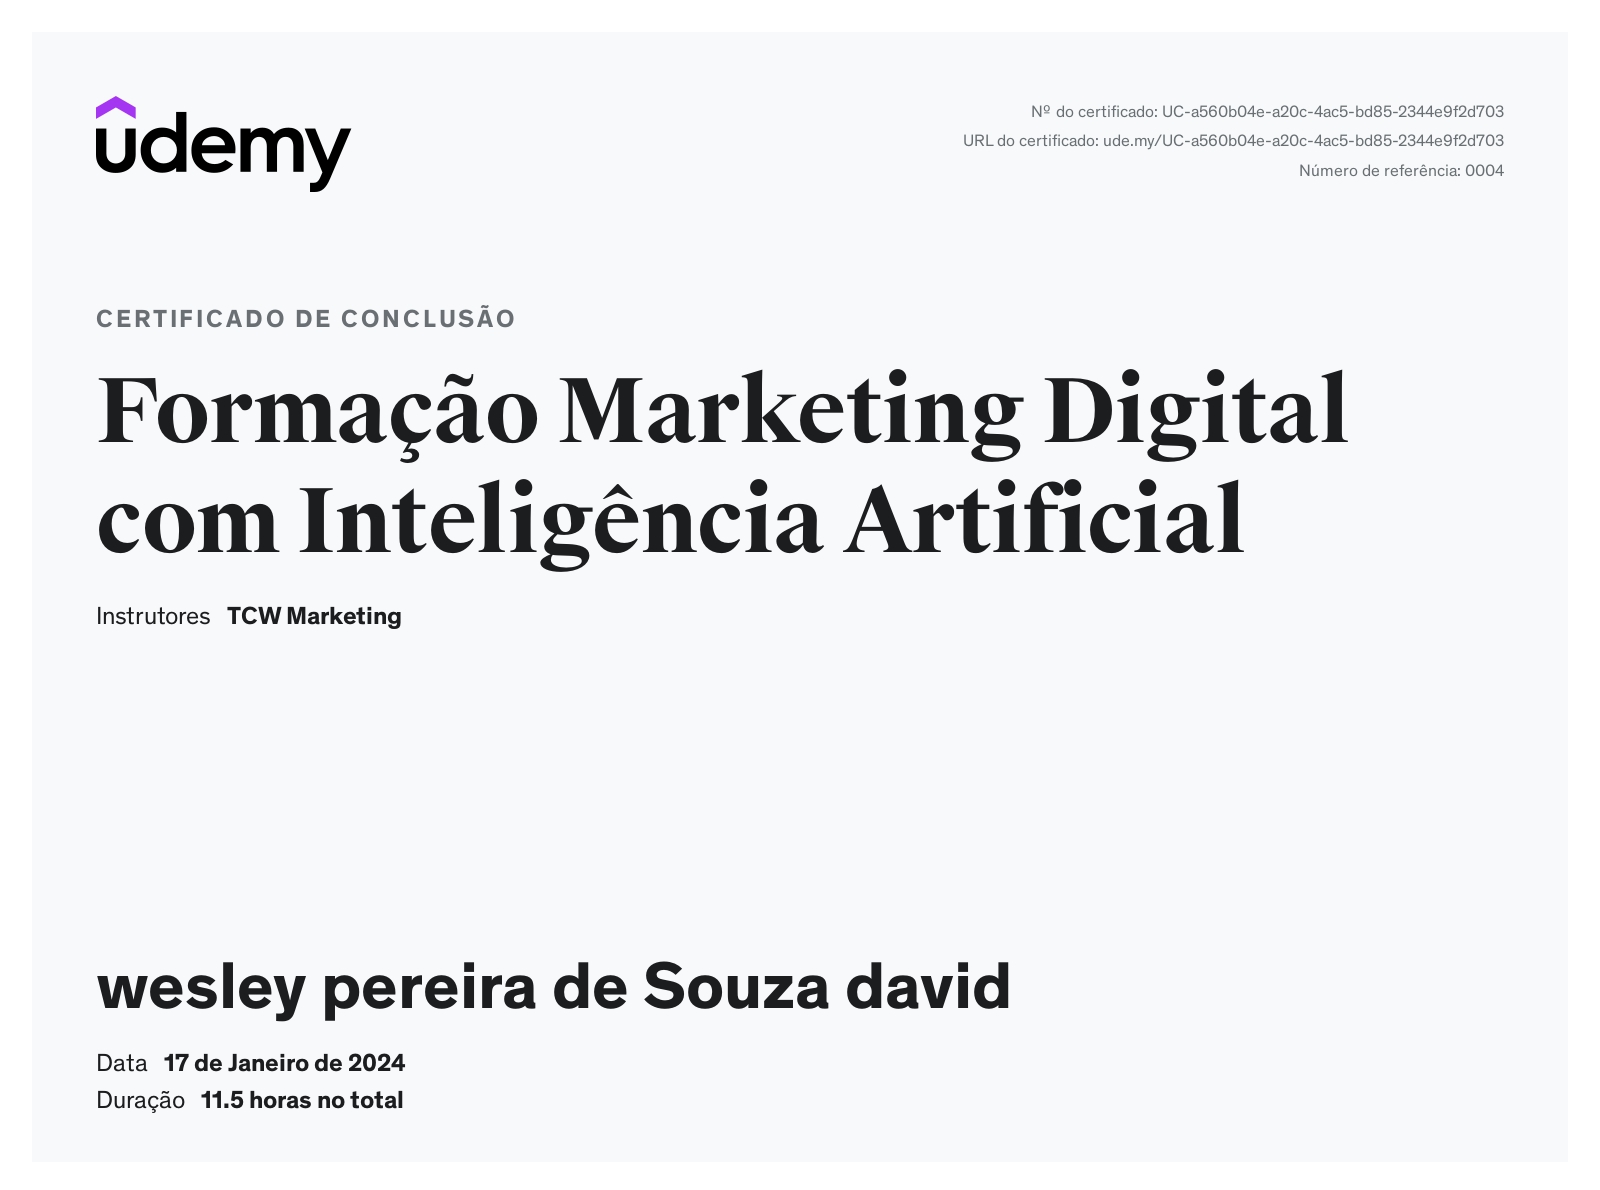 udemy
Nº do certificado: UC-a560b04e-a20c-4ac5-bd85-2344e9f2d703
URL do certificado: ude.my/UC-a560b04e-a20c-4ac5-bd85-2344e9f2d703
Número de referência: 0004
CERTIFICADO DE CONCLUSÃO
Formação Marketing Digital
com Inteligência Artificial
Instrutores TCW Marketing
wesley pereira de Souza david
Data 17 de Janeiro de 2024
Duração 11.5 horas no total